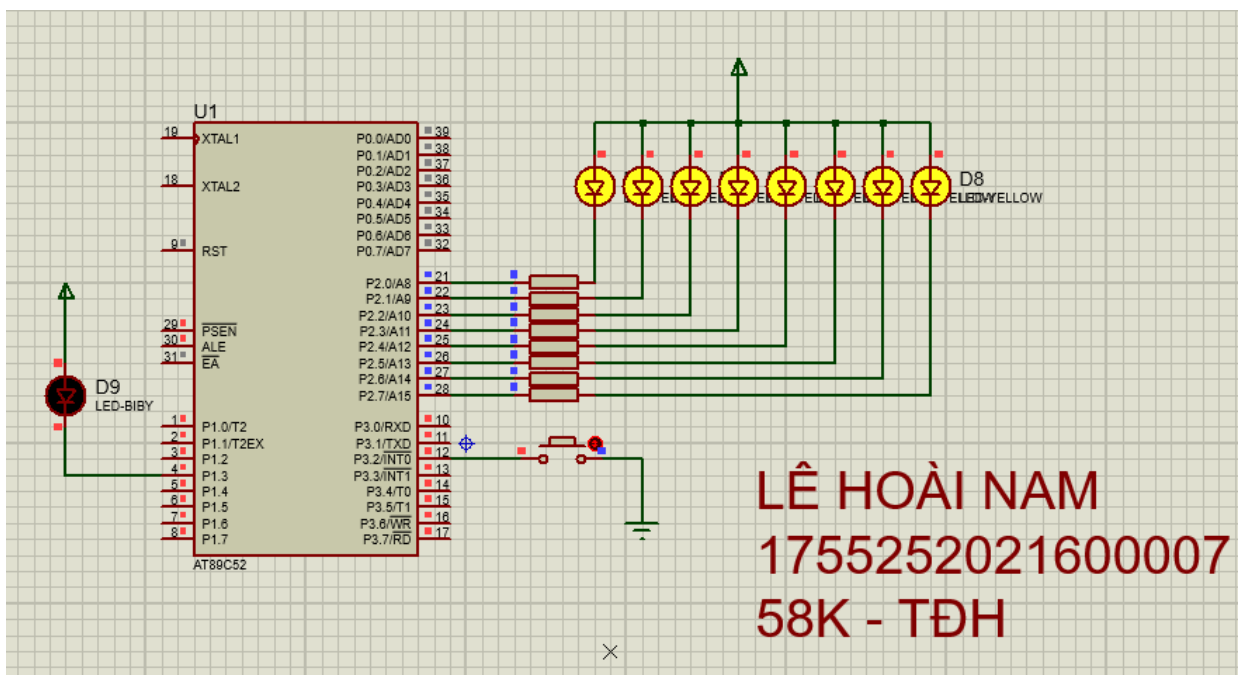 U1
19 XTAL1
18 XTAL2
9 RST
29 PSEN
30 ALE
31 EA
1 P1.0/T2
2 P1.1/T2EX
3 P1.2
4 P1.3
5 P1.4
6 P1.5
7 P1.6
8 P1.7
P0.0/AD0 39
P0.1/AD1 38
P0.2/AD2 37
P0.3/AD3 36
P0.4/AD4 35
P0.5/AD5 34
P0.6/AD6 33
P0.7/AD7 32
P2.0/A8 21
P2.1/A9 22
P2.2/A10 23
P2.3/A11 24
P2.4/A12 25
P2.5/A13 26
P2.6/A14 27
P2.7/A15 28
P3.0/RXD 10
P3.1/TXD 11
P3.2/INT0 12
P3.3/INT1 13
P3.4/T0 14
P3.5/T1 15
P3.6/WR 16
P3.7/RD 17
AT89C52
D9
LED-BIBY
D8
LED-YELLOW
LÊ HOÀI NAM
1755252021600007
58K - TĐH